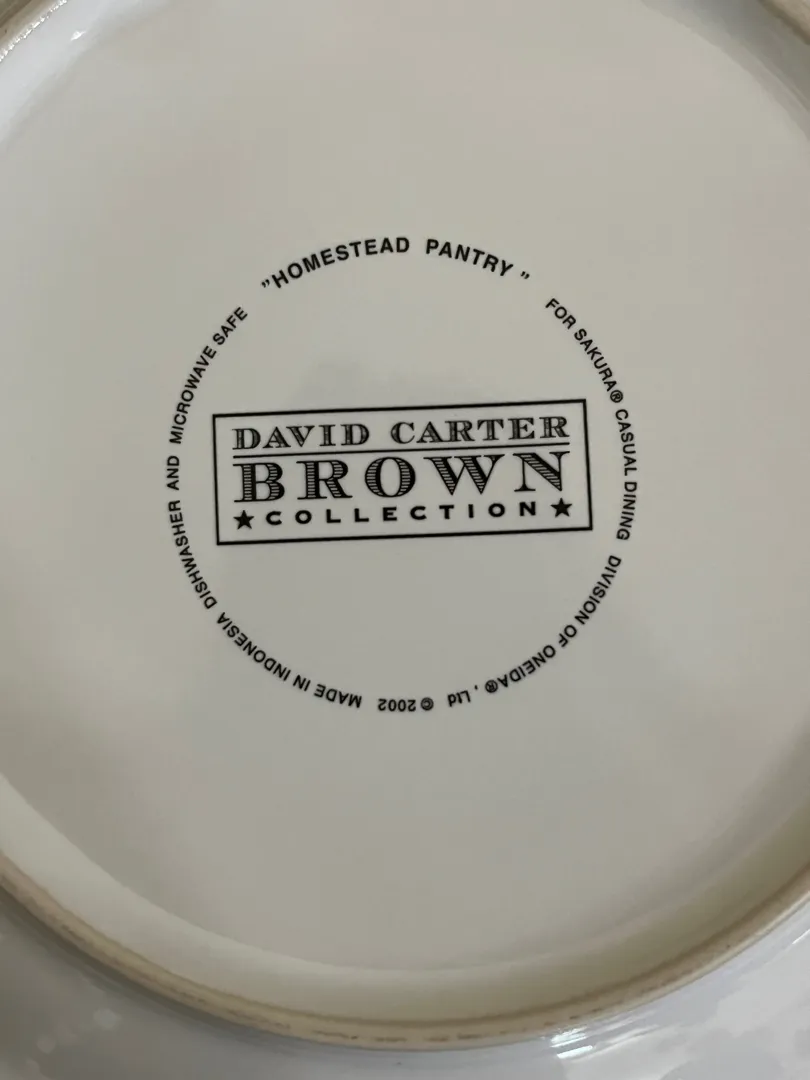 "HOMESTEAD PANTRY"
FOR SAKURA® CASUAL DINING DIVISION OF ONEIDA®, Ltd © 2002 MADE IN INDONESIA DISHWASHER AND MICROWAVE SAFE
DAVID CARTER
BROWN
★COLLECTION★